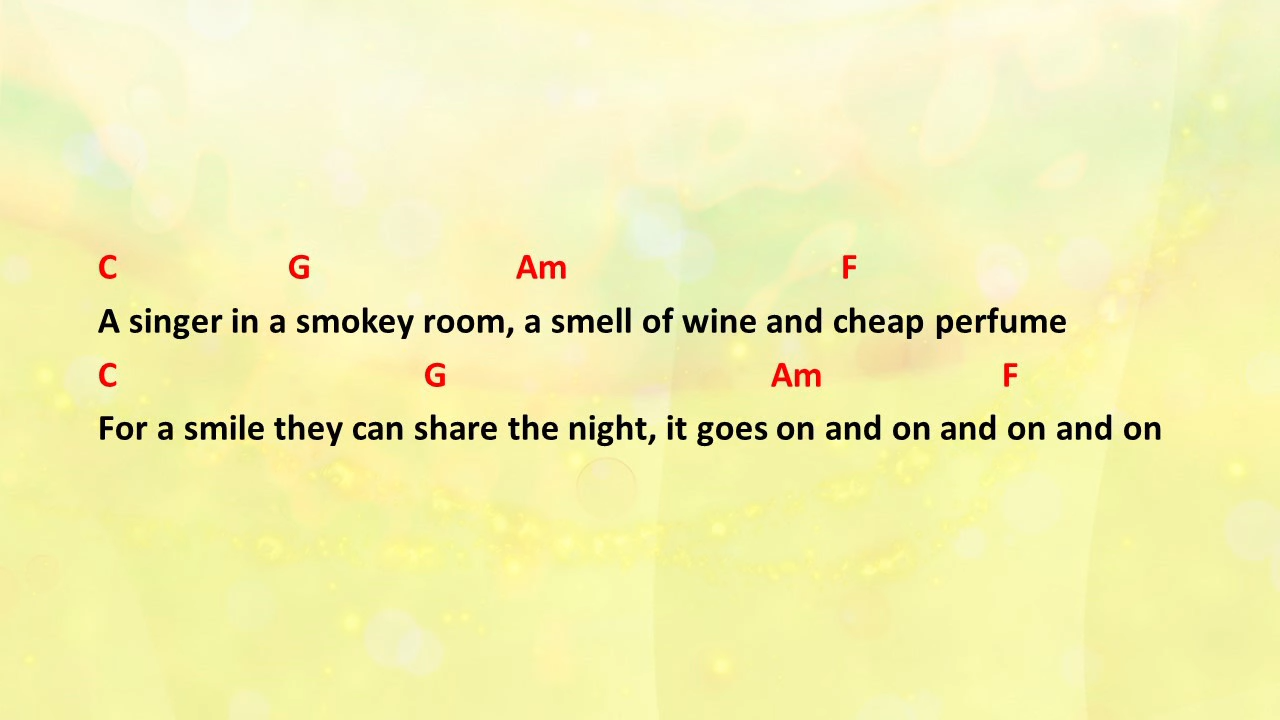 C G Am F
A singer in a smokey room, a smell of wine and cheap perfume
C G Am F
For a smile they can share the night, it goes on and on and on and on